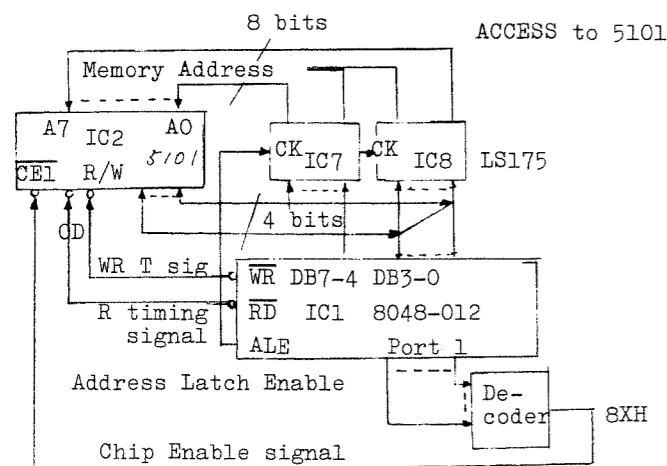 8 bits
ACCESS to 5101
Memory Address
A7 IC2 A0
5101
CE1 R/W
CK IC7
CK IC8
LS175
4 bits
OD
WR T sig
WR DB7-4 DB3-0
R timing
signal
RD IC1 8048-012
ALE Port 1
Address Latch Enable
De-
coder
8XH
Chip Enable signal